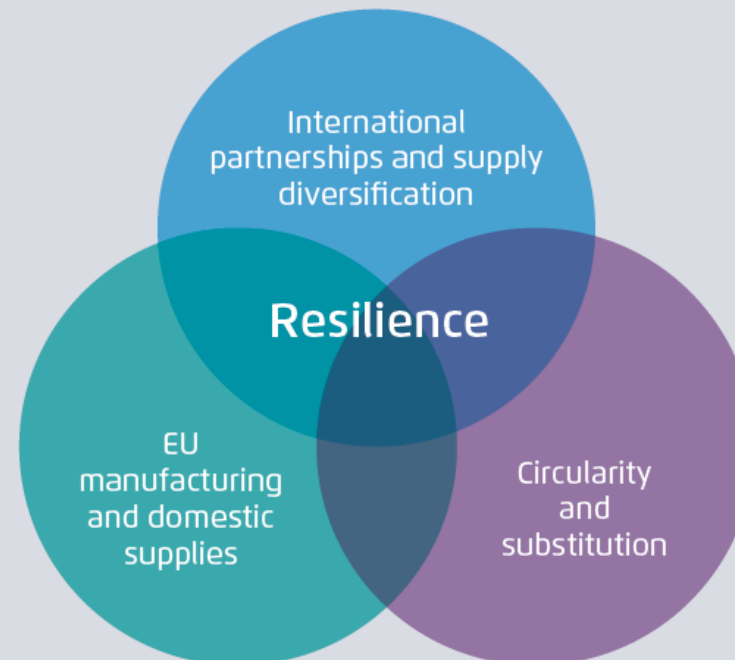 International
partnerships and supply
diversification
Resilience
EU
manufacturing
and domestic
supplies
Circularity
and
substitution